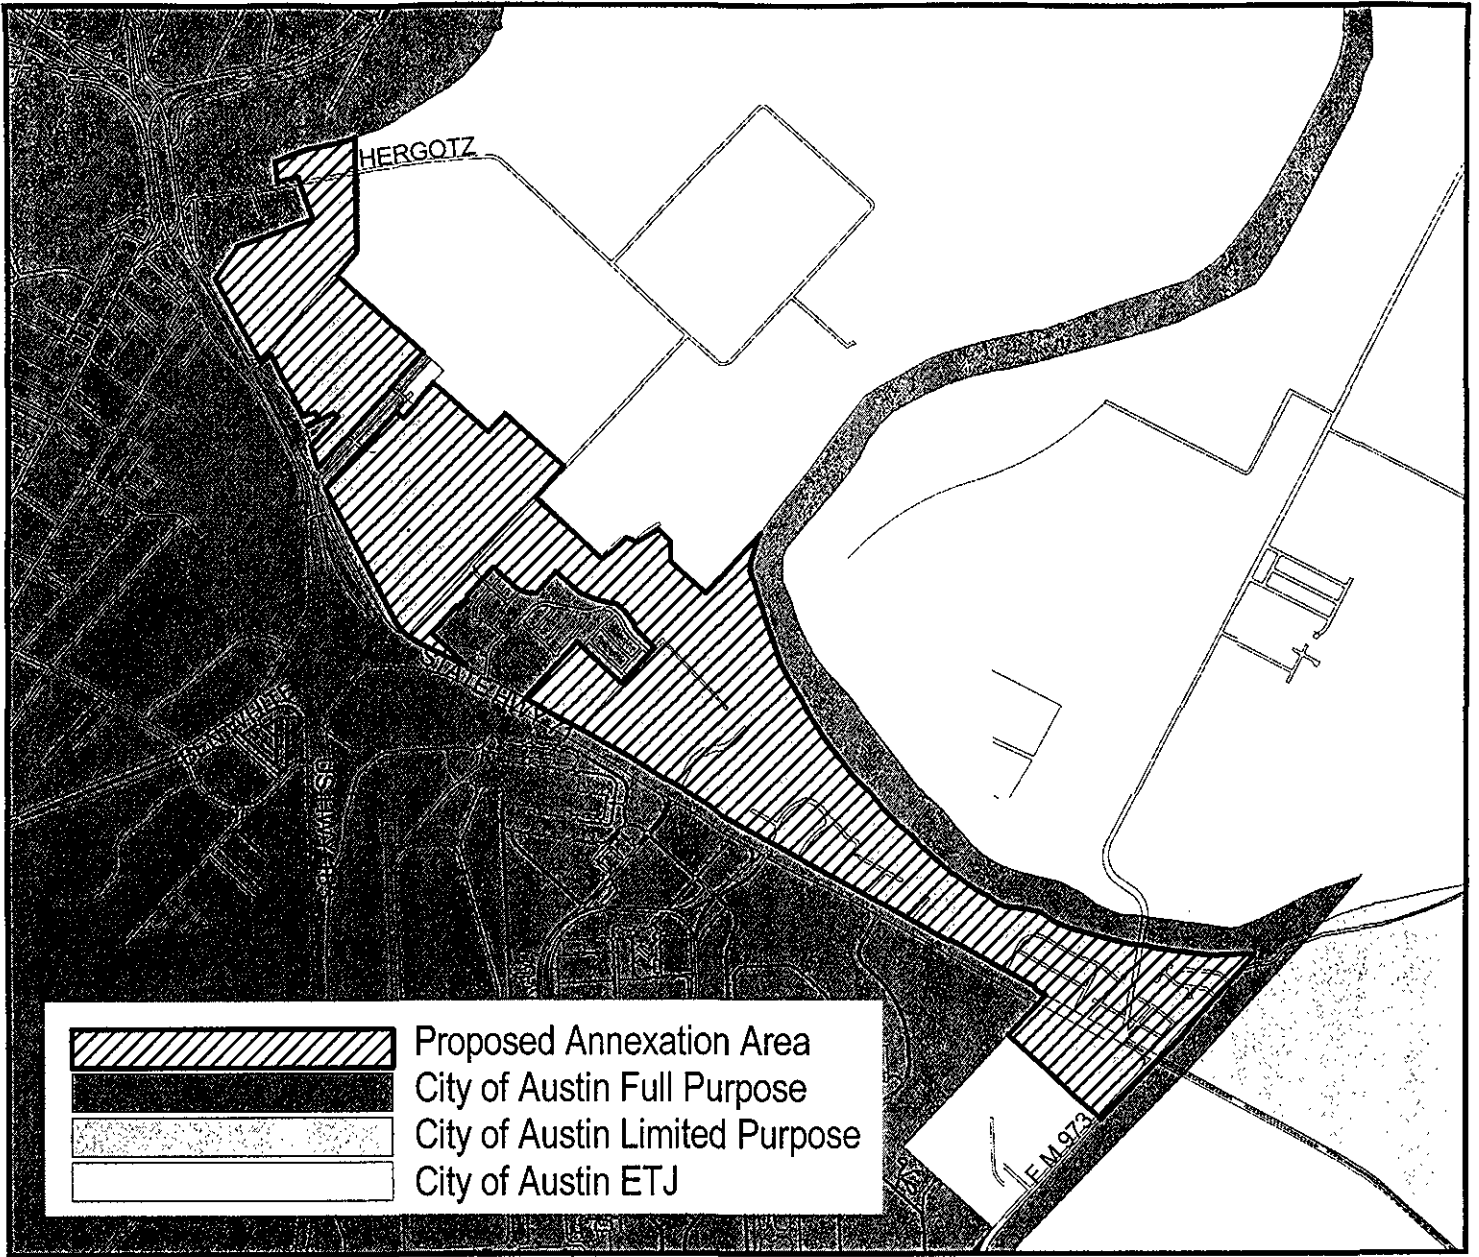 HERGOTZ
STATE HWY 71
US HWY 183
F.M. 973
Proposed Annexation Area
City of Austin Full Purpose
City of Austin Limited Purpose
City of Austin ETJ